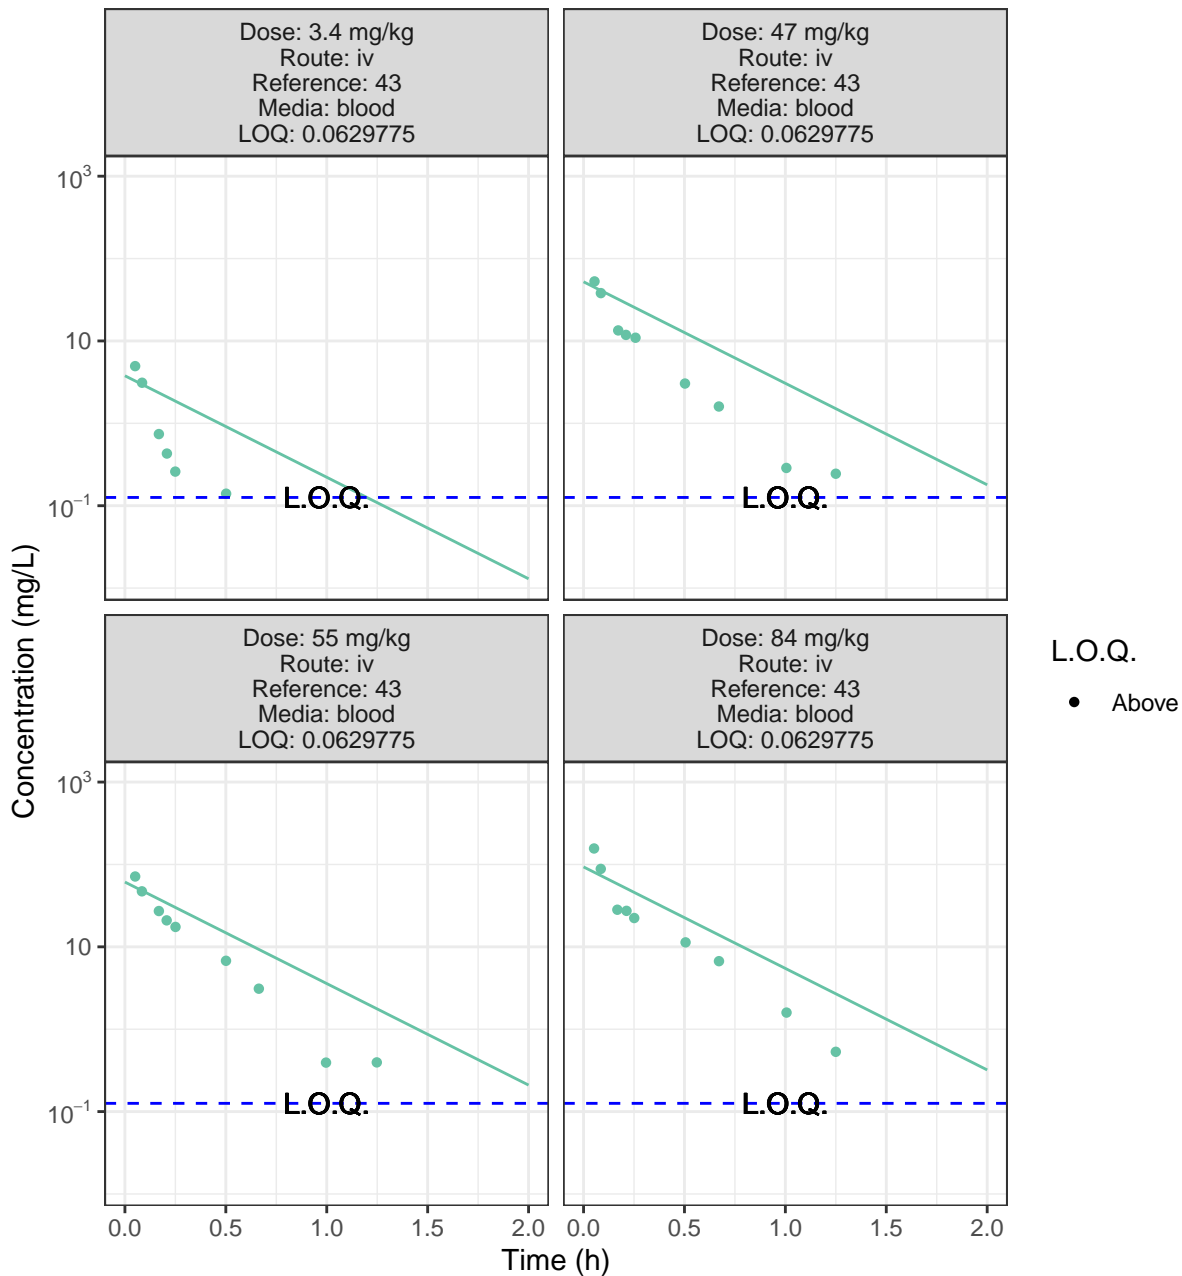 Dose: 3.4 mg/kg
Route: iv
Reference: 43
Media: blood
LOQ: 0.0629775
Dose: 47 mg/kg
Route: iv
Reference: 43
Media: blood
LOQ: 0.0629775
10³
10
10⁻¹
L.O.Q.
L.O.Q.
Concentration (mg/L)
Dose: 55 mg/kg
Route: iv
Reference: 43
Media: blood
LOQ: 0.0629775
Dose: 84 mg/kg
Route: iv
Reference: 43
Media: blood
LOQ: 0.0629775
L.O.Q.
Above
10³
10
10⁻¹
L.O.Q.
L.O.Q.
0.0 0.5 1.0 1.5 2.0
0.0 0.5 1.0 1.5 2.0
Time (h)